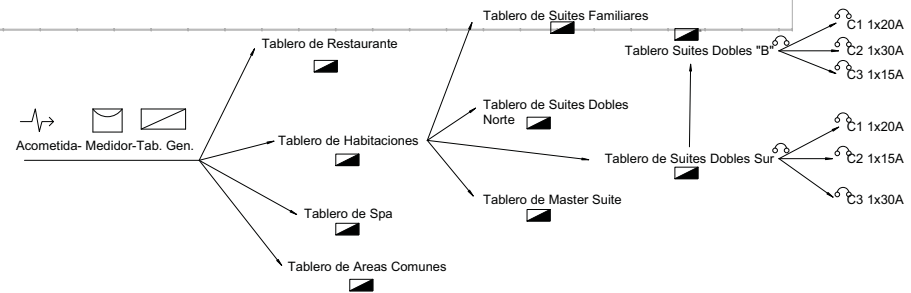 Tablero de Suites Familiares
C1 1x20A
Tablero de Restaurante
Tablero Suites Dobles "B"
C2 1x30A
C3 1x15A
Tablero de Suites Dobles
Norte
C1 1x20A
Acometida- Medidor-Tab. Gen.
Tablero de Habitaciones
Tablero de Suites Dobles Sur
C2 1x15A
Tablero de Master Suite
C3 1x30A
Tablero de Spa
Tablero de Areas Comunes